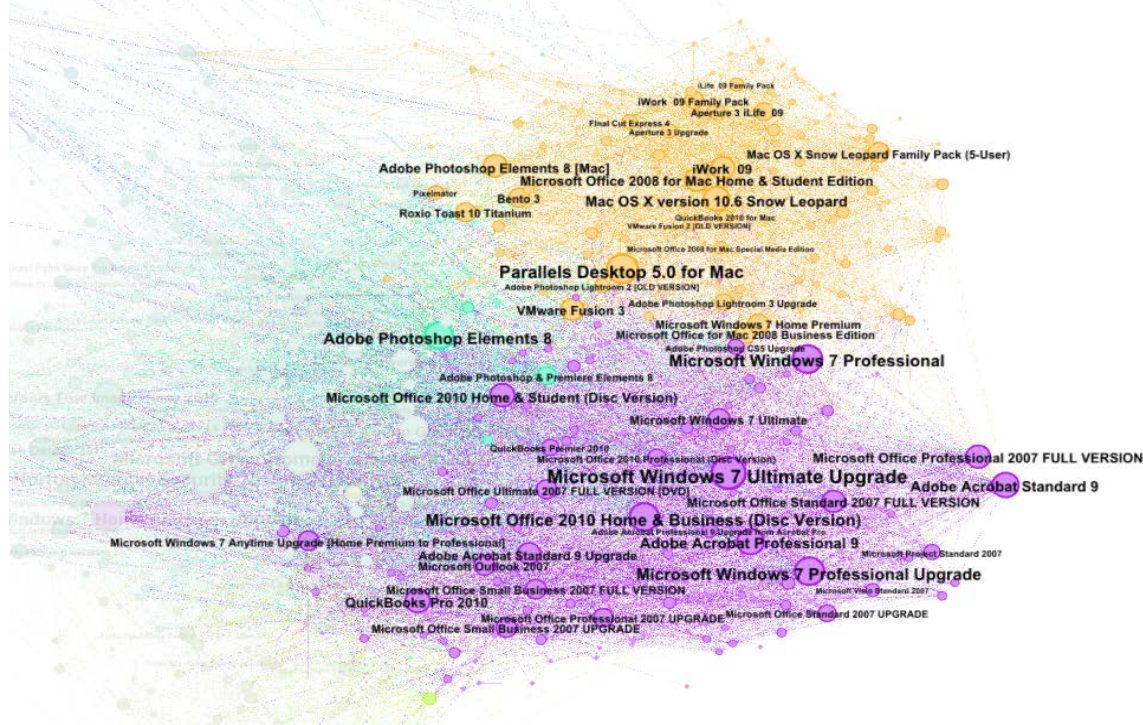 iLife 09 Family Pack
iWork 09 Family Pack
Aperture 3 iLife 09
Final Cut Express 4
Aperture 3 Upgrade
Mac OS X Snow Leopard Family Pack (5-User)
Adobe Photoshop Elements 8 [Mac]
iWork 09
Microsoft Office 2008 for Mac Home & Student Edition
Pixelmator
Bento 3
Mac OS X version 10.6 Snow Leopard
Roxio Toast 10 Titanium
QuickBooks 2010 for Mac
VMware Fusion 2 [OLD VERSION]
Microsoft Office 2008 for Mac Special Media Edition
Parallels Desktop 5.0 for Mac
Adobe Photoshop Lightroom 2 [OLD VERSION]
Adobe Photoshop Lightroom 3 Upgrade
VMware Fusion 3
Microsoft Windows 7 Home Premium
Microsoft Office for Mac 2008 Business Edition
Adobe Photoshop Elements 8
Adobe Photoshop CS5 Upgrade
Microsoft Windows 7 Professional
Adobe Photoshop & Premiere Elements 8
Microsoft Office 2010 Home & Student (Disc Version)
Microsoft Windows 7 Ultimate
QuickBooks Premier 2010
Microsoft Office 2010 Professional (Disc Version)
Microsoft Office Professional 2007 FULL VERSION
Microsoft Windows 7 Ultimate Upgrade
Adobe Acrobat Standard 9
Microsoft Office Ultimate 2007 FULL VERSION [DVD]
Microsoft Office Standard 2007 FULL VERSION
Microsoft Office 2010 Home & Business (Disc Version)
Adobe Acrobat Professional 9 Upgrade from Acrobat Pro
Microsoft Windows 7 Anytime Upgrade [Home Premium to Professional]
Adobe Acrobat Professional 9
Adobe Acrobat Standard 9 Upgrade
Microsoft Project Standard 2007
Microsoft Outlook 2007
Microsoft Windows 7 Professional Upgrade
Microsoft Office Small Business 2007 FULL VERSION
Microsoft Visio Standard 2007
QuickBooks Pro 2010
Microsoft Office Professional 2007 UPGRADE
Microsoft Office Standard 2007 UPGRADE
Microsoft Office Small Business 2007 UPGRADE